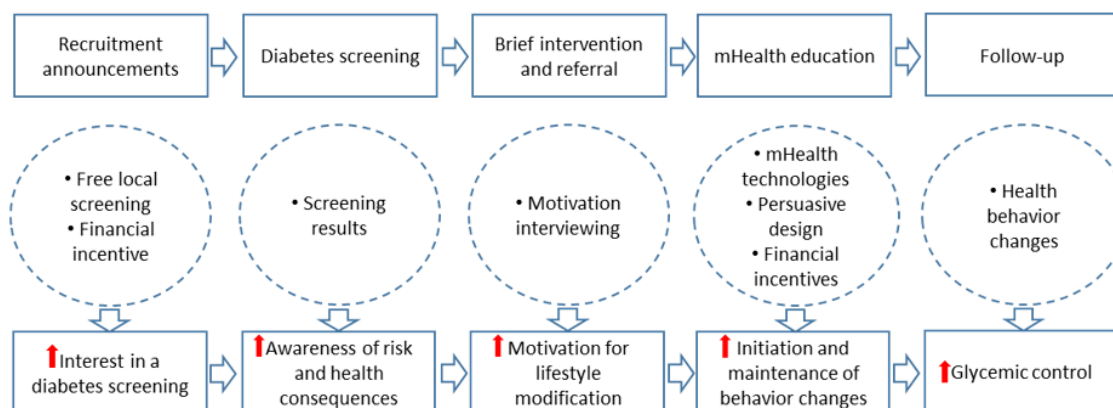 Recruitment
announcements
Diabetes screening
Brief intervention
and referral
mHealth education
Follow-up
• Free local
screening
• Financial
incentive
• Screening
results
• Motivation
interviewing
• mHealth
technologies
• Persuasive
design
• Financial
incentives
• Health
behavior
changes
Interest in a
diabetes screening
Awareness of risk
and health
consequences
Motivation for
lifestyle
modification
Initiation and
maintenance of
behavior changes
Glycemic control